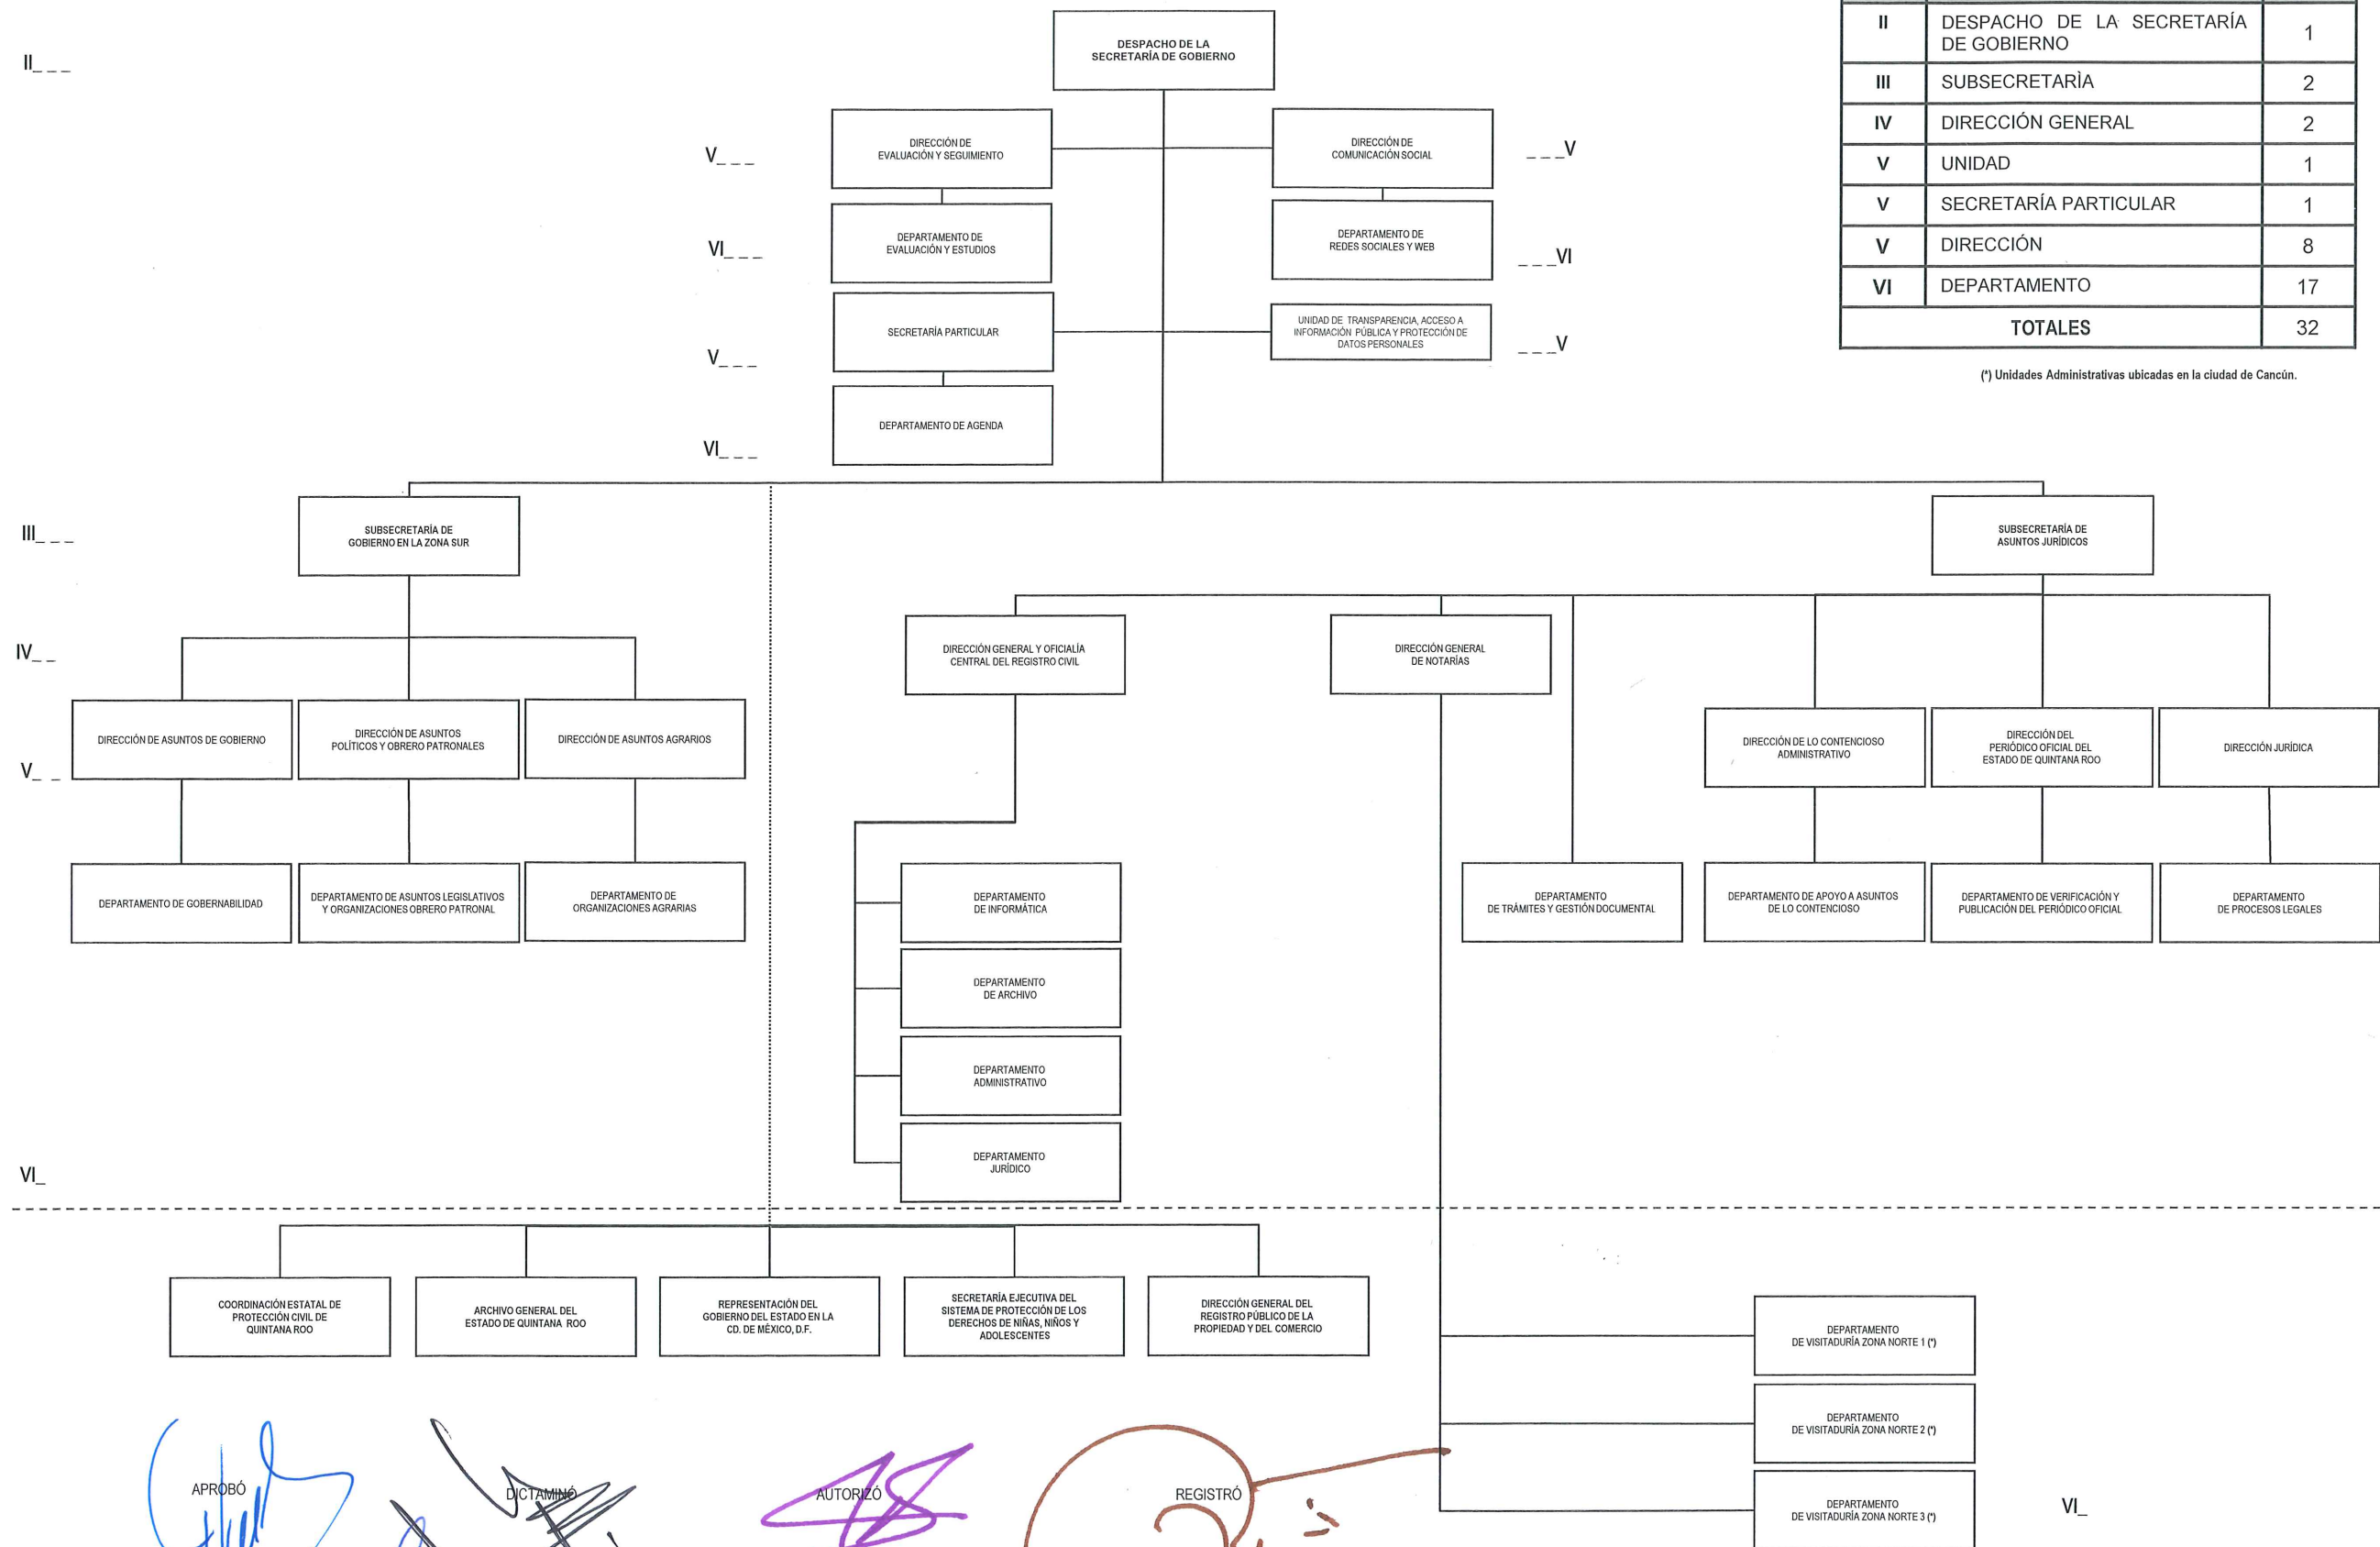 II_ _ _
DESPACHO DE LA
SECRETARÍA DE GOBIERNO
II
DESPACHO DE LA SECRETARÍA
DE GOBIERNO
1
III
SUBSECRETARÌA
2
IV
DIRECCIÓN GENERAL
2
V
UNIDAD
1
V
SECRETARÍA PARTICULAR
1
V
DIRECCIÓN
8
VI
DEPARTAMENTO
17
TOTALES
32
(*) Unidades Administrativas ubicadas en la ciudad de Cancún.
V_ _ _
DIRECCIÓN DE
EVALUACIÓN Y SEGUIMIENTO
DIRECCIÓN DE
COMUNICACIÓN SOCIAL
_ _ _V
VI_ _ _
DEPARTAMENTO DE
EVALUACIÓN Y ESTUDIOS
DEPARTAMENTO DE
REDES SOCIALES Y WEB
_ _ _VI
V_ _ _
SECRETARÍA PARTICULAR
UNIDAD DE TRANSPARENCIA, ACCESO A
INFORMACIÓN PÚBLICA Y PROTECCIÓN DE
DATOS PERSONALES
_ _ _V
VI_ _ _
DEPARTAMENTO DE AGENDA
III_ _ _
SUBSECRETARÍA DE
GOBIERNO EN LA ZONA SUR
SUBSECRETARÍA DE
ASUNTOS JURÍDICOS
IV_ _
DIRECCIÓN GENERAL Y OFICIALÍA
CENTRAL DEL REGISTRO CIVIL
DIRECCIÓN GENERAL
DE NOTARÍAS
V_ _
DIRECCIÓN DE ASUNTOS DE GOBIERNO
DIRECCIÓN DE ASUNTOS
POLÍTICOS Y OBRERO PATRONALES
DIRECCIÓN DE ASUNTOS AGRARIOS
DIRECCIÓN DE LO CONTENCIOSO
ADMINISTRATIVO
DIRECCIÓN DEL
PERIÓDICO OFICIAL DEL
ESTADO DE QUINTANA ROO
DIRECCIÓN JURÍDICA
DEPARTAMENTO DE GOBERNABILIDAD
DEPARTAMENTO DE ASUNTOS LEGISLATIVOS
Y ORGANIZACIONES OBRERO PATRONAL
DEPARTAMENTO DE
ORGANIZACIONES AGRARIAS
DEPARTAMENTO
DE INFORMÁTICA
DEPARTAMENTO
DE TRÁMITES Y GESTIÓN DOCUMENTAL
DEPARTAMENTO DE APOYO A ASUNTOS
DE LO CONTENCIOSO
DEPARTAMENTO DE VERIFICACIÓN Y
PUBLICACIÓN DEL PERIÓDICO OFICIAL
DEPARTAMENTO
DE PROCESOS LEGALES
DEPARTAMENTO
DE ARCHIVO
DEPARTAMENTO
ADMINISTRATIVO
DEPARTAMENTO
JURÍDICO
VI_
COORDINACIÓN ESTATAL DE
PROTECCIÓN CIVIL DE
QUINTANA ROO
ARCHIVO GENERAL DEL
ESTADO DE QUINTANA ROO
REPRESENTACIÓN DEL
GOBIERNO DEL ESTADO EN LA
CD. DE MÉXICO, D.F.
SECRETARÍA EJECUTIVA DEL
SISTEMA DE PROTECCIÓN DE LOS
DERECHOS DE NIÑAS, NIÑOS Y
ADOLESCENTES
DIRECCIÓN GENERAL DEL
REGISTRO PÚBLICO DE LA
PROPIEDAD Y DEL COMERCIO
DEPARTAMENTO
DE VISITADURÍA ZONA NORTE 1 (*)
DEPARTAMENTO
DE VISITADURÍA ZONA NORTE 2 (*)
DEPARTAMENTO
DE VISITADURÍA ZONA NORTE 3 (*)
VI_
APROBÓ
DICTAMINÓ
AUTORIZÓ
REGISTRÓ